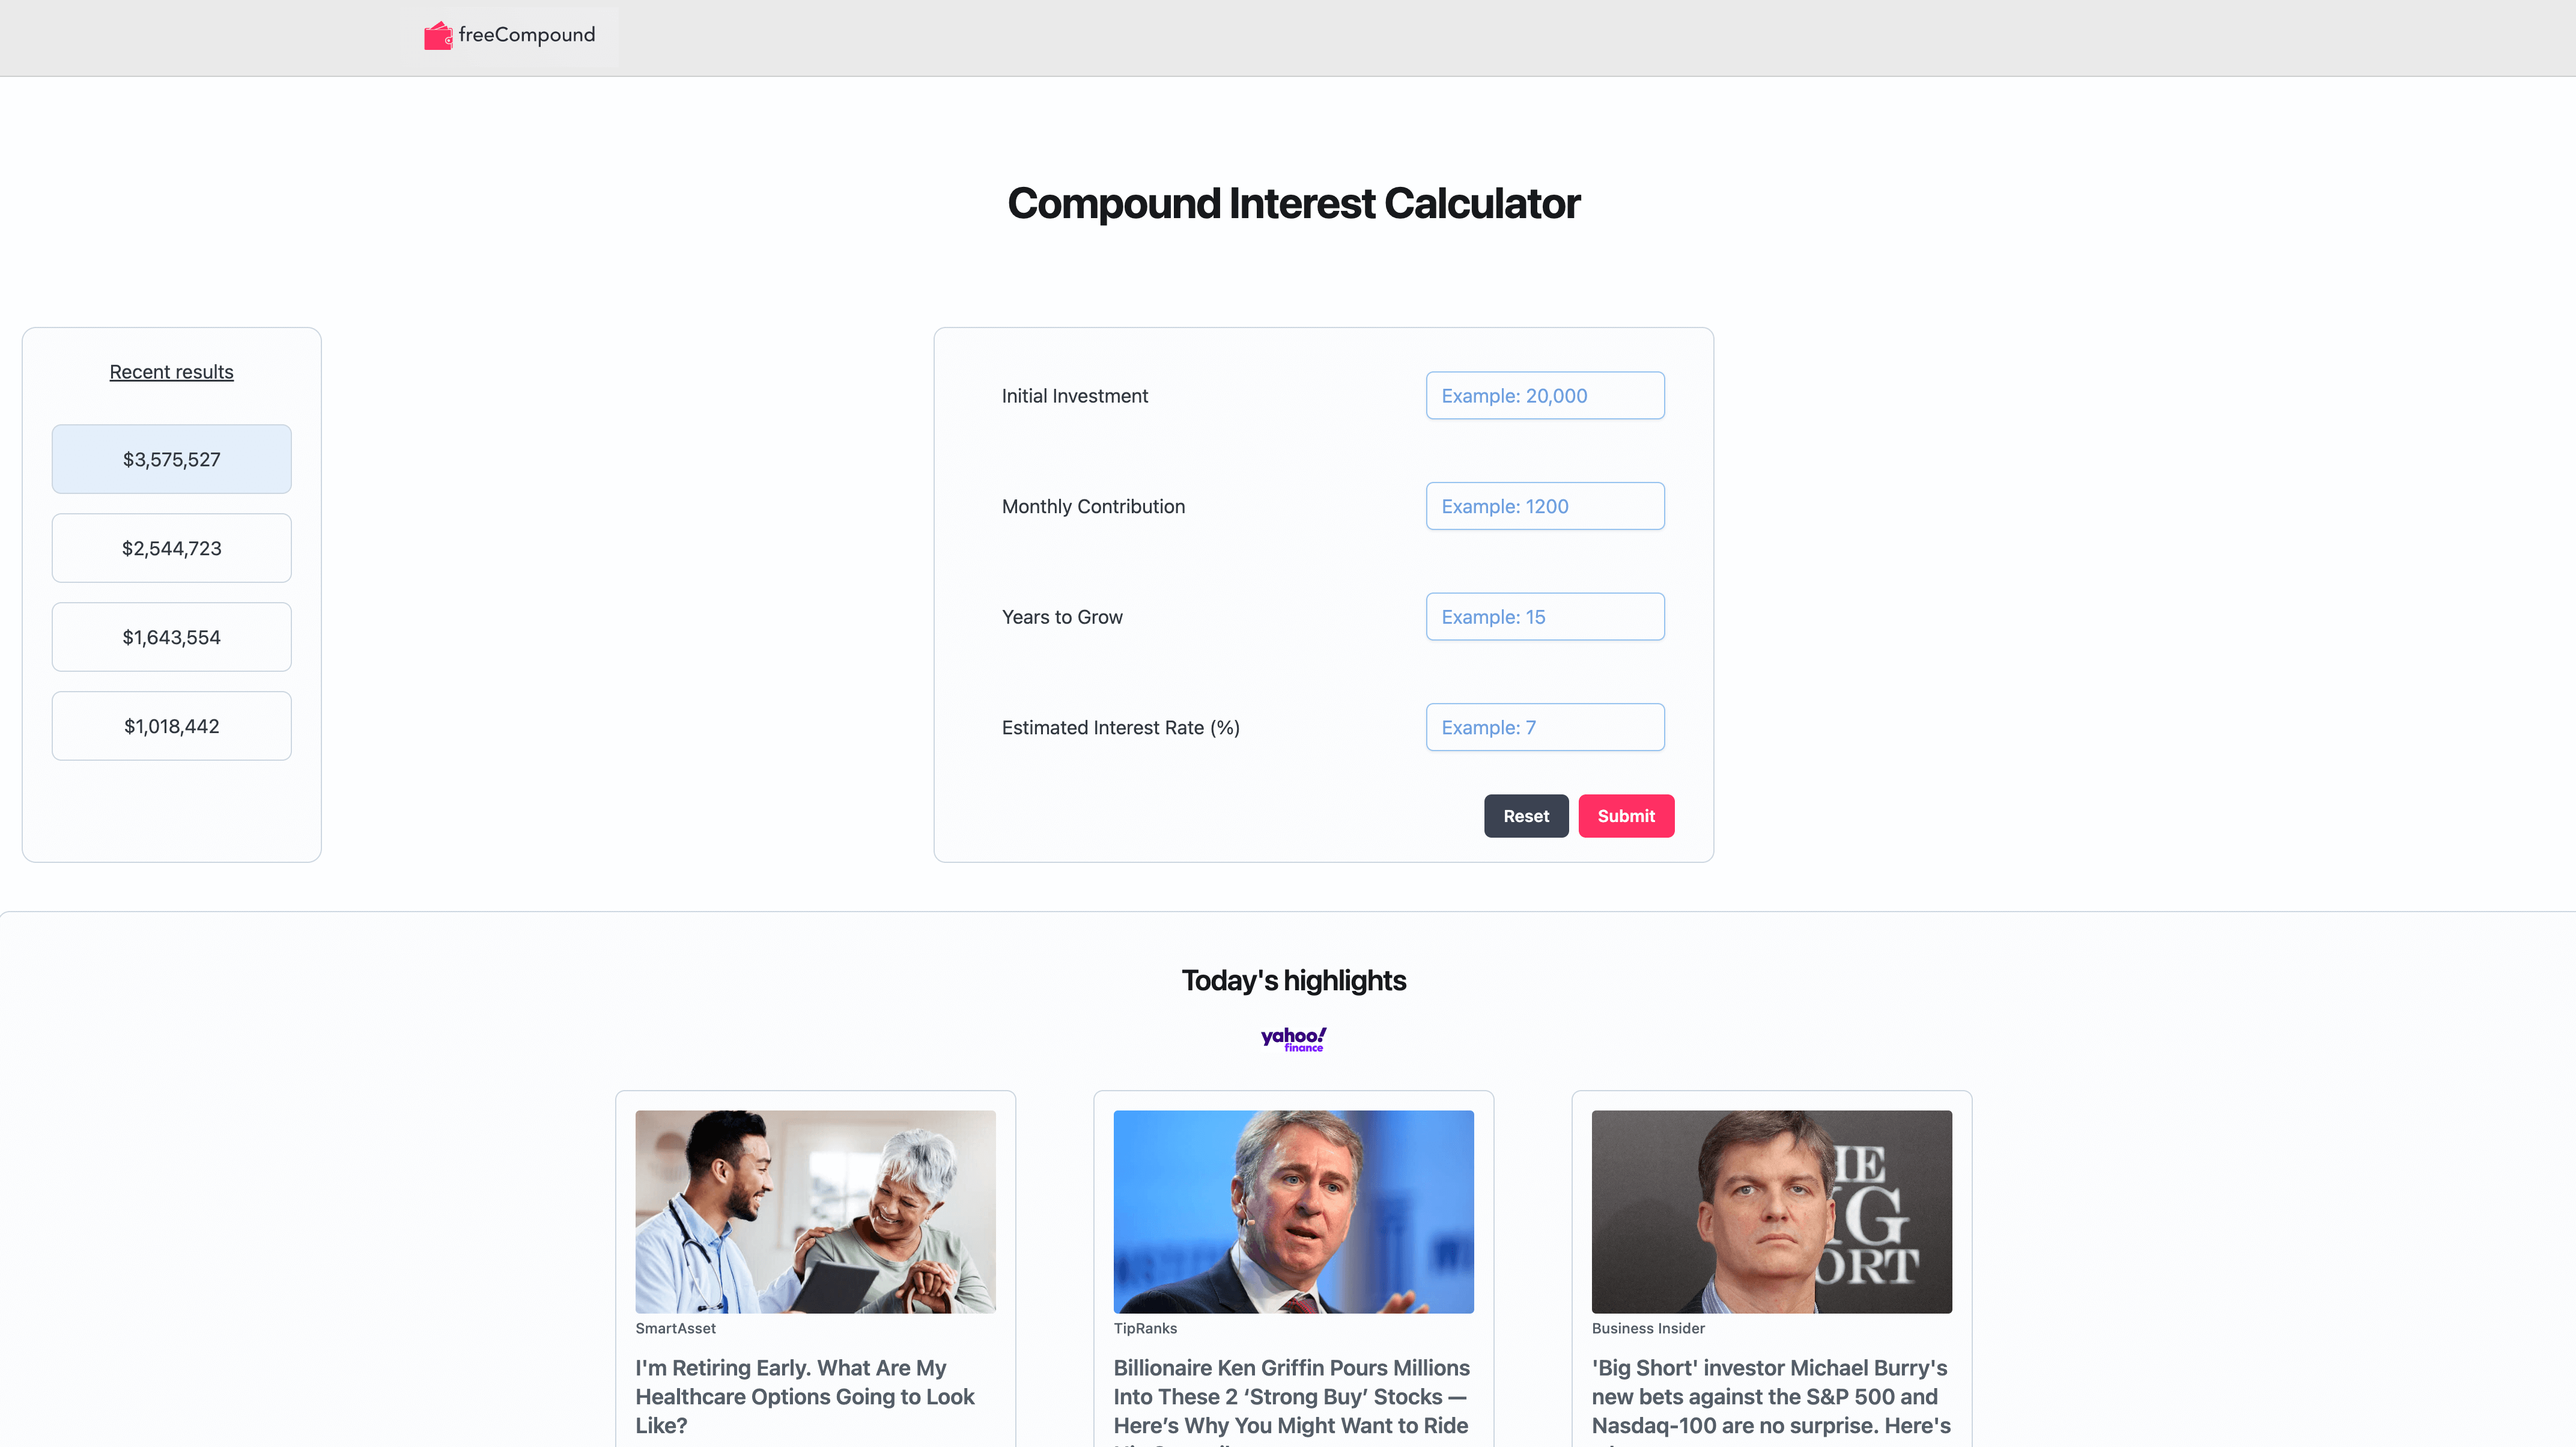 freeCompound
Compound Interest Calculator
Recent results
$3,575,527
$2,544,723
$1,643,554
$1,018,442
Initial Investment
Example: 20,000
Monthly Contribution
Example: 1200
Years to Grow
Example: 15
Estimated Interest Rate (%)
Example: 7
Reset
Submit
Today's highlights
yahoo!
finance
SmartAsset
I'm Retiring Early. What Are My
Healthcare Options Going to Look
Like?
TipRanks
Billionaire Ken Griffin Pours Millions
Into These 2 ‘Strong Buy’ Stocks —
Here’s Why You Might Want to Ride
HE
G
ORT
Business Insider
'Big Short' investor Michael Burry's
new bets against the S&P 500 and
Nasdaq-100 are no surprise. Here's